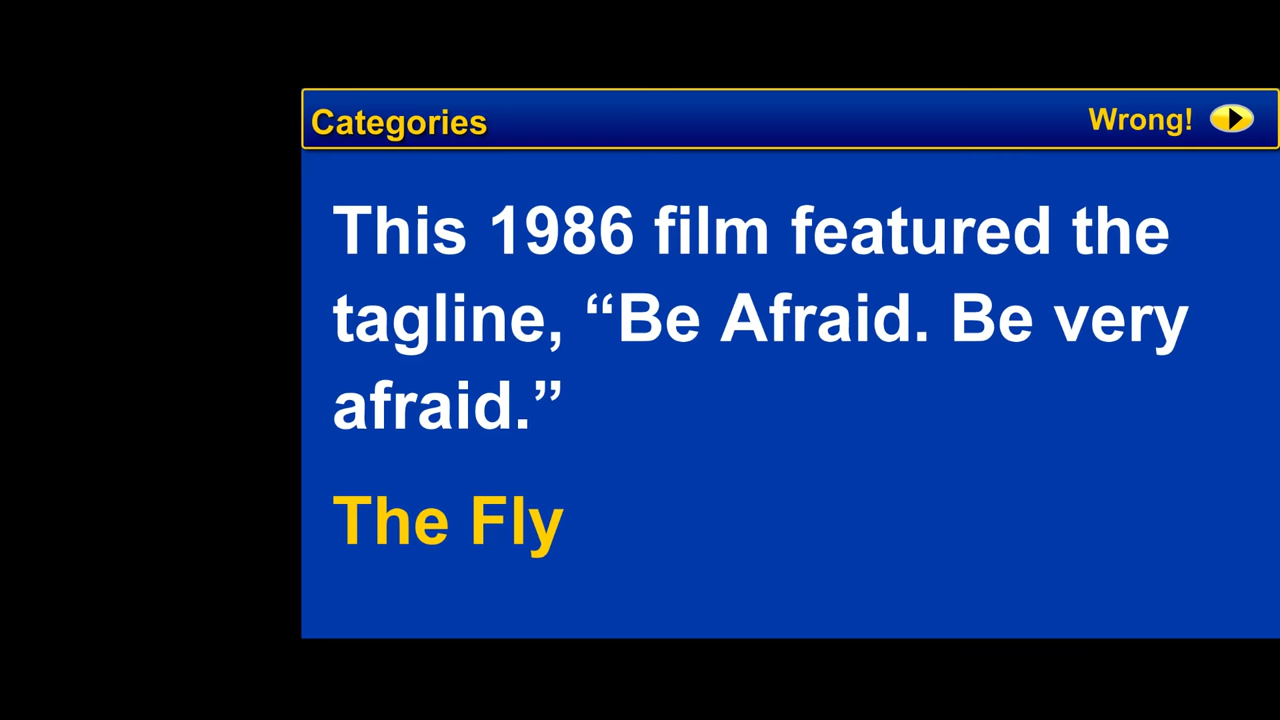 Categories
Wrong!
This 1986 film featured the
tagline, “Be Afraid. Be very
afraid.”
The Fly